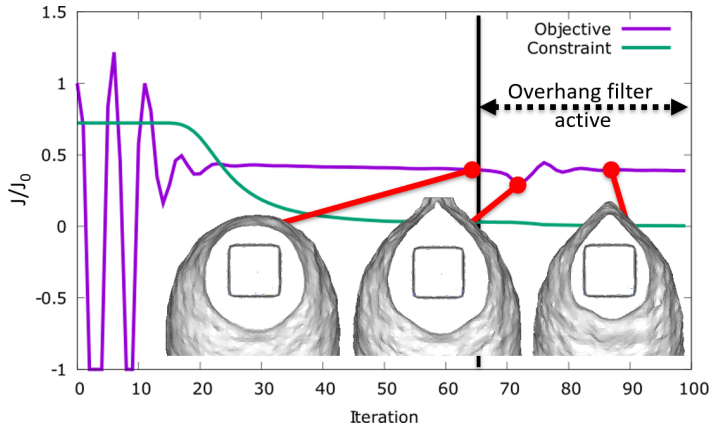 1.5
Objective
Constraint
1
Overhang filter
active
0.5
J/J0
0
-0.5
-1
0 10 20 30 40 50 60 70 80 90 100
Iteration